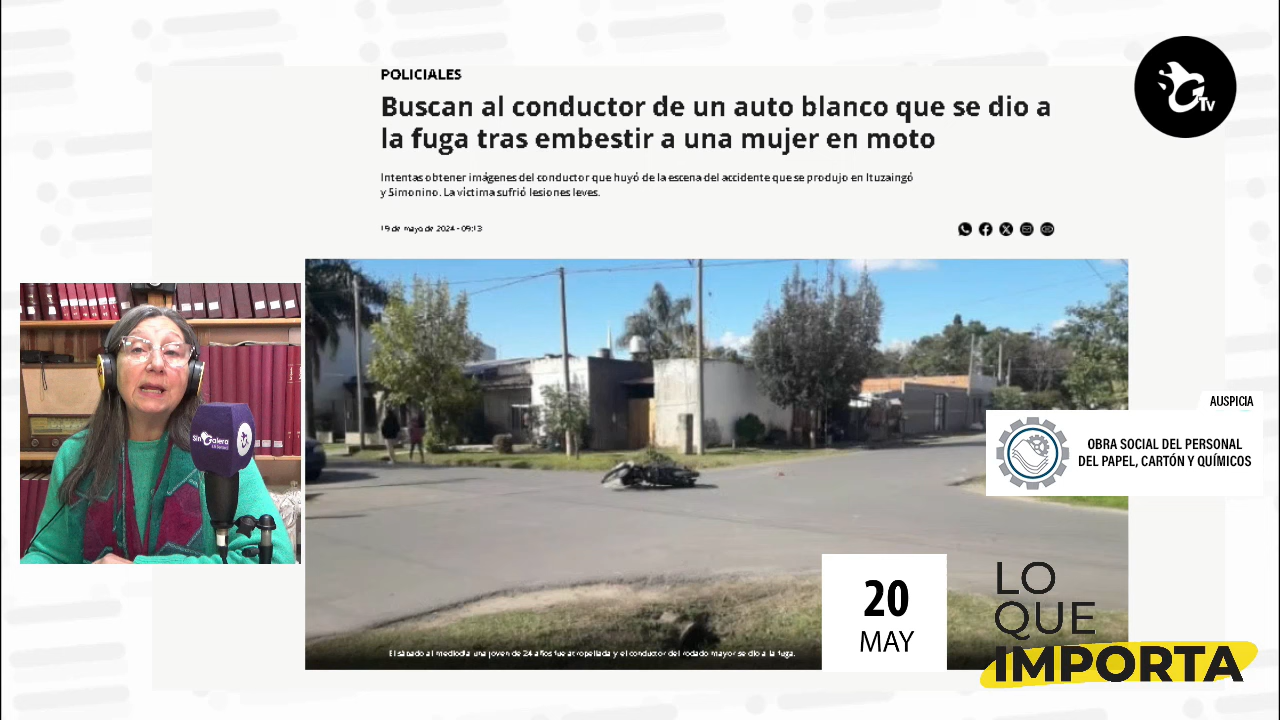 POLICIALES
Buscan al conductor de un auto blanco que se dio a
la fuga tras embestir a una mujer en moto
Intentas obtener imágenes del conductor que huyó de la escena del accidente que se produjo en Ituzaingó
y Simonino. La víctima sufrió lesiones leves.
19 de mayo de 2024 - 09:13
G TV
Sin Galera
AUSPICIA
OBRA SOCIAL DEL PERSONAL
DEL PAPEL, CARTÓN Y QUÍMICOS
20
MAY
LO
QUE
IMPORTA
El sábado al mediodía una joven de 24 años fue atropellada y el conductor del rodado mayor se dio a la fuga.